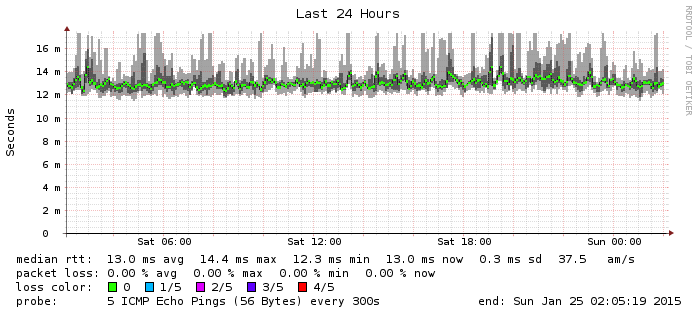 Last 24 Hours
RRDTOOL / TOBI OETIKER
Seconds
16 m
14 m
12 m
10 m
8 m
6 m
4 m
2 m
0
Sat 06:00 Sat 12:00 Sat 18:00 Sun 00:00
median rtt: 13.0 ms avg 14.4 ms max 12.3 ms min 13.0 ms now 0.3 ms sd 37.5 am/s
packet loss: 0.00 % avg 0.00 % max 0.00 % min 0.00 % now
loss color: 0 1/5 2/5 3/5 4/5
probe: 5 ICMP Echo Pings (56 Bytes) every 300s end: Sun Jan 25 02:05:19 2015